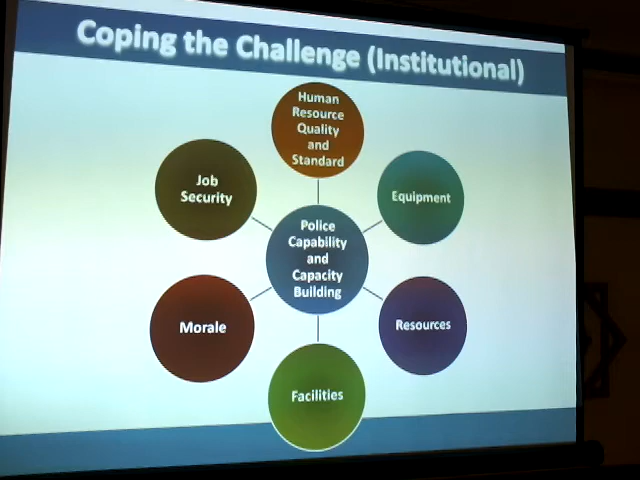 Coping the Challenge (Institutional)
Human
Resource
Quality
and
Standard
Job
Security
Equipment
Police
Capability
and
Capacity
Building
Morale
Resources
Facilities